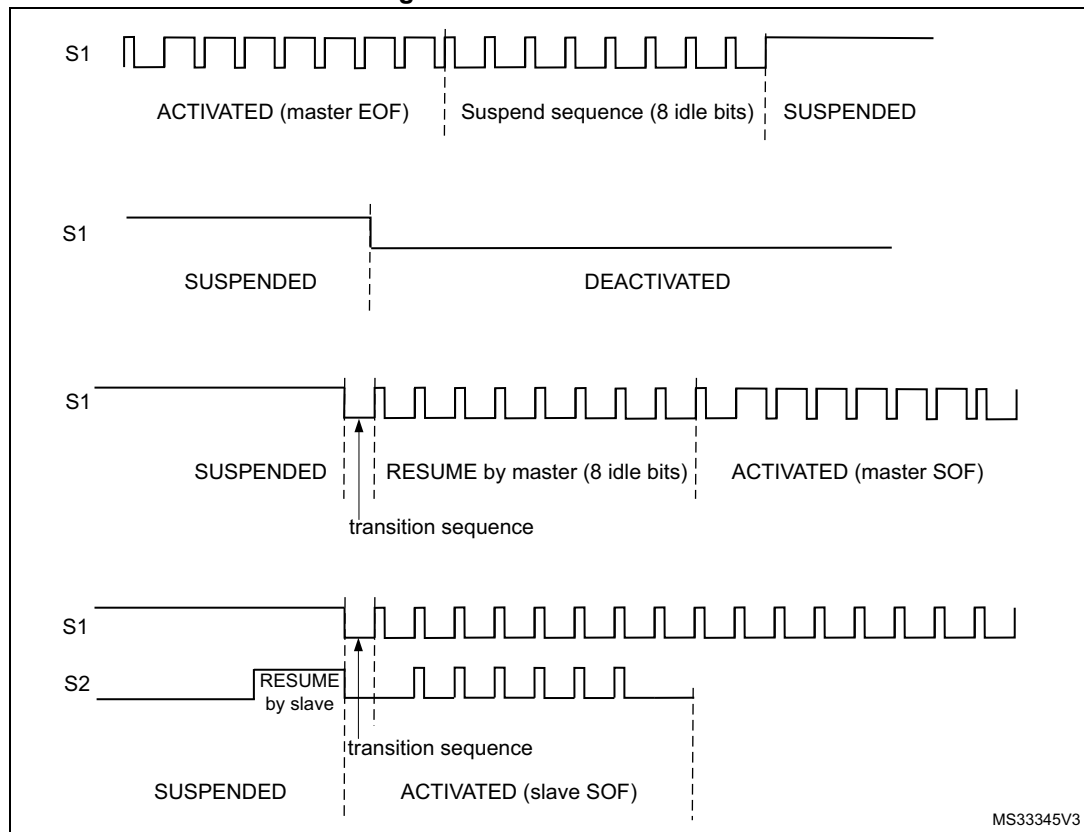 S1
ACTIVATED (master EOF) Suspend sequence (8 idle bits) SUSPENDED
S1
SUSPENDED DEACTIVATED
S1
SUSPENDED RESUME by master (8 idle bits) ACTIVATED (master SOF)
transition sequence
S1
S2
RESUME
by slave
transition sequence
SUSPENDED ACTIVATED (slave SOF)
MS33345V3